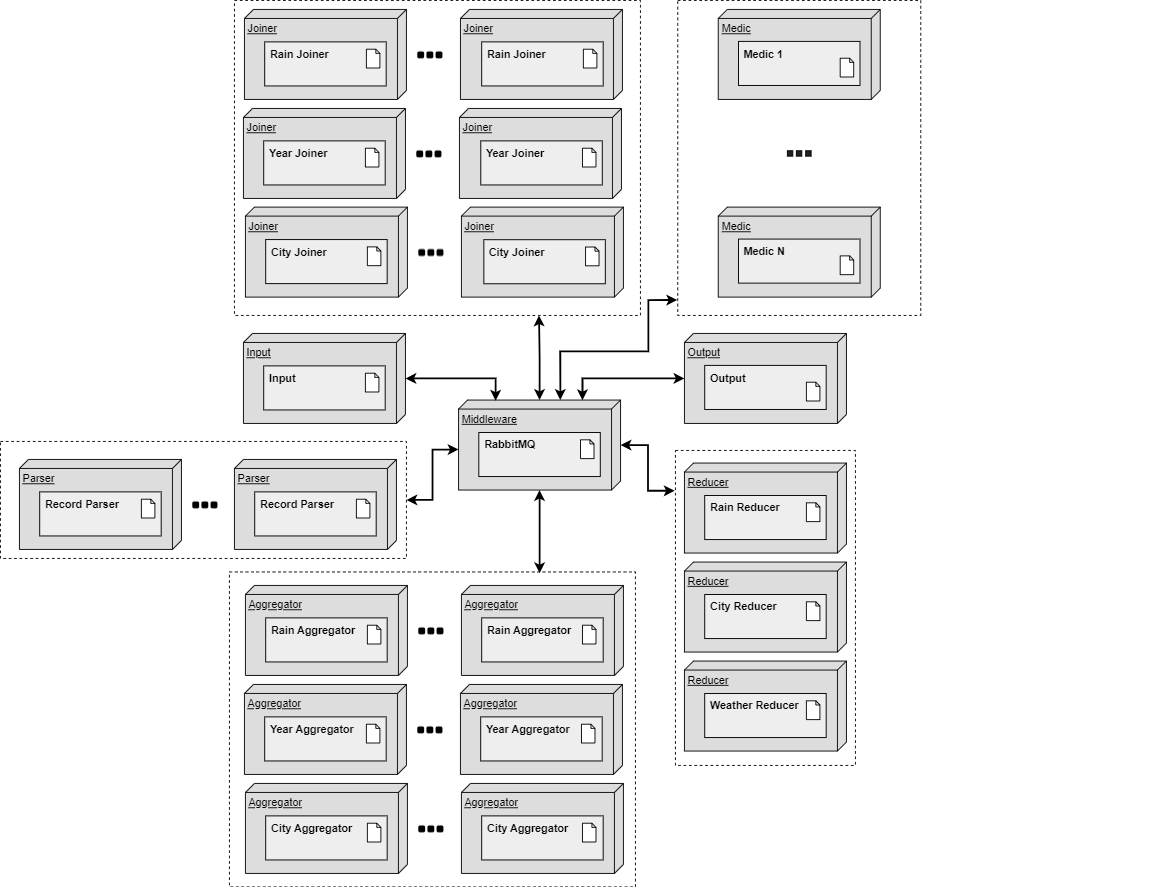 Joiner
Rain Joiner
Joiner
Rain Joiner
Joiner
Year Joiner
Joiner
Year Joiner
Joiner
City Joiner
Joiner
City Joiner
Medic
Medic 1
Medic
Medic N
Input
Input
Output
Output
Middleware
RabbitMQ
Parser
Record Parser
Parser
Record Parser
Reducer
Rain Reducer
Reducer
City Reducer
Reducer
Weather Reducer
Aggregator
Rain Aggregator
Aggregator
Rain Aggregator
Aggregator
Year Aggregator
Aggregator
Year Aggregator
Aggregator
City Aggregator
Aggregator
City Aggregator